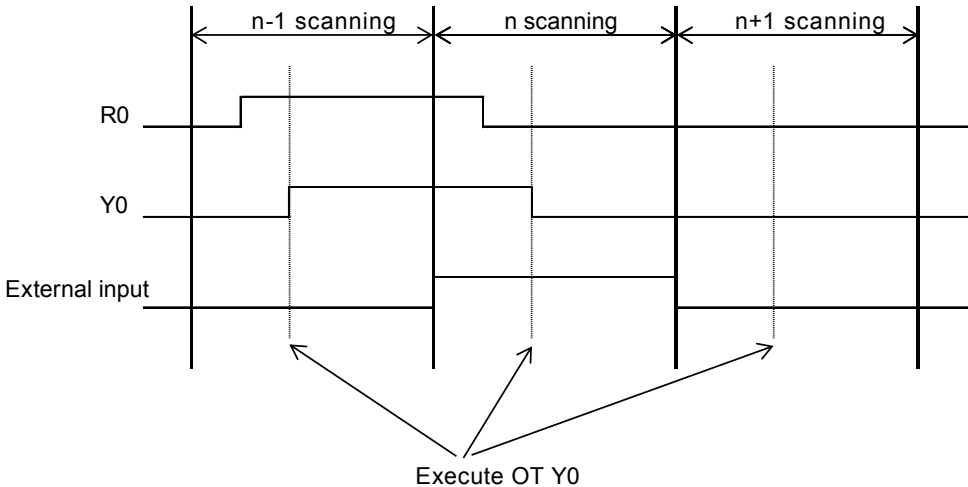 n-1 scanning n scanning n+1 scanning
R0
Y0
External input
Execute OT Y0